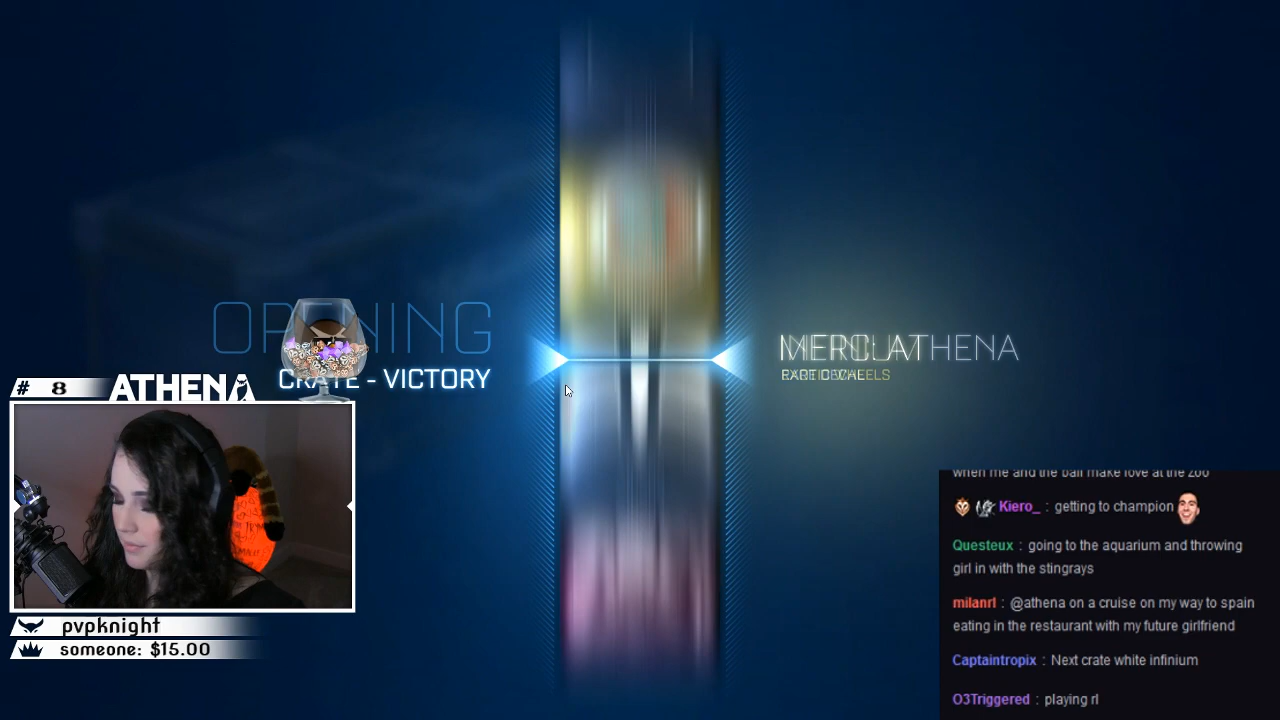 OPENING
CRATE - VICTORY
# 8
ATHENA
pvpknight
someone: $15.00
when me and the ball make love at the zoo
Kiero_ : getting to champion
Questeux : going to the aquarium and throwing
girl in with the stingrays
milanrl : @athena on a cruise on my way to spain
eating in the restaurant with my future girlfriend
Captaintropix : Next crate white infinium
O3Triggered : playing rl